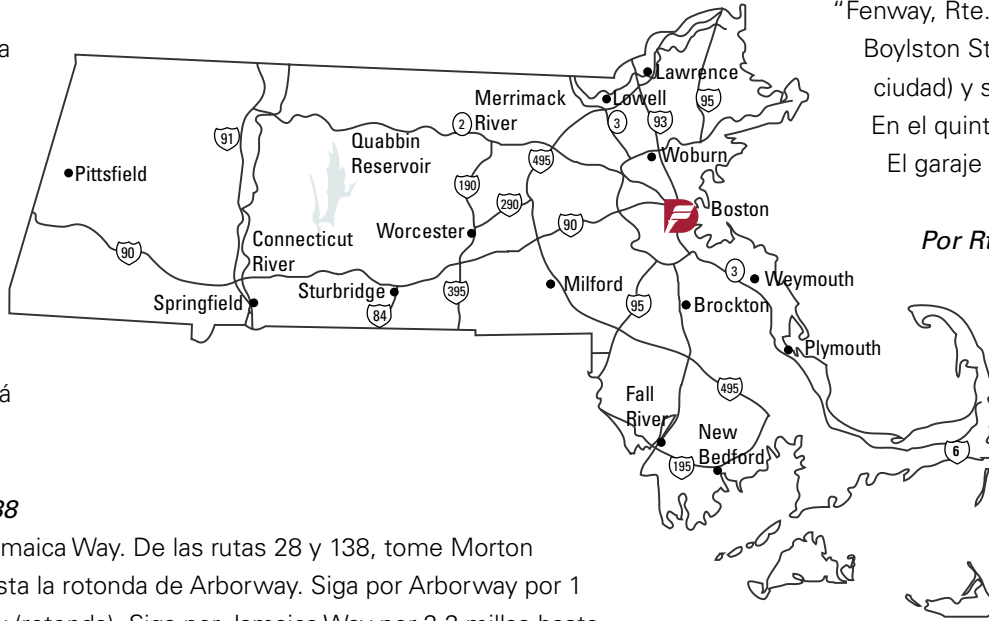 "Fenway, Rte.
a
Boylston St
ciudad) y s
En el quint
El garaje
Por Rt
Lawrence
Merrimack
River
Lowell
95
2
3
93
91
Quabbin
Reservoir
495
Woburn
Pittsfield
190
290
Boston
90
Worcester
Connecticut
River
90
3
Weymouth
Sturbridge
395
Milford
Springfield
84
95
Brockton
Plymouth
á
Fall
River
495
New
Bedford
195
6
38
maica Way. De las rutas 28 y 138, tome Morton
sta la rotonda de Arborway. Siga por Arborway por 1